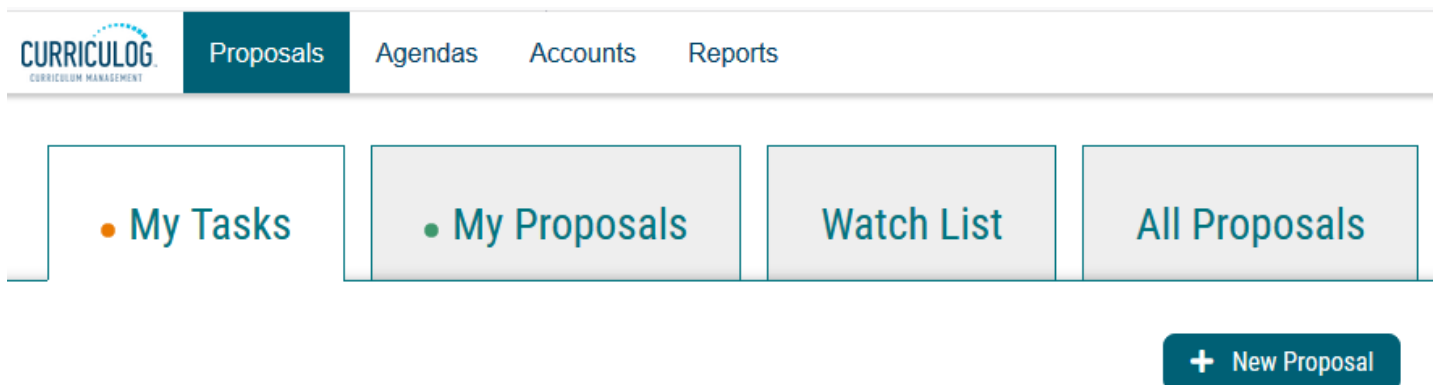 CURRICULOG
CURRICULUM MANAGEMENT
Proposals Agendas Accounts Reports
• My Tasks • My Proposals Watch List All Proposals
+ New Proposal